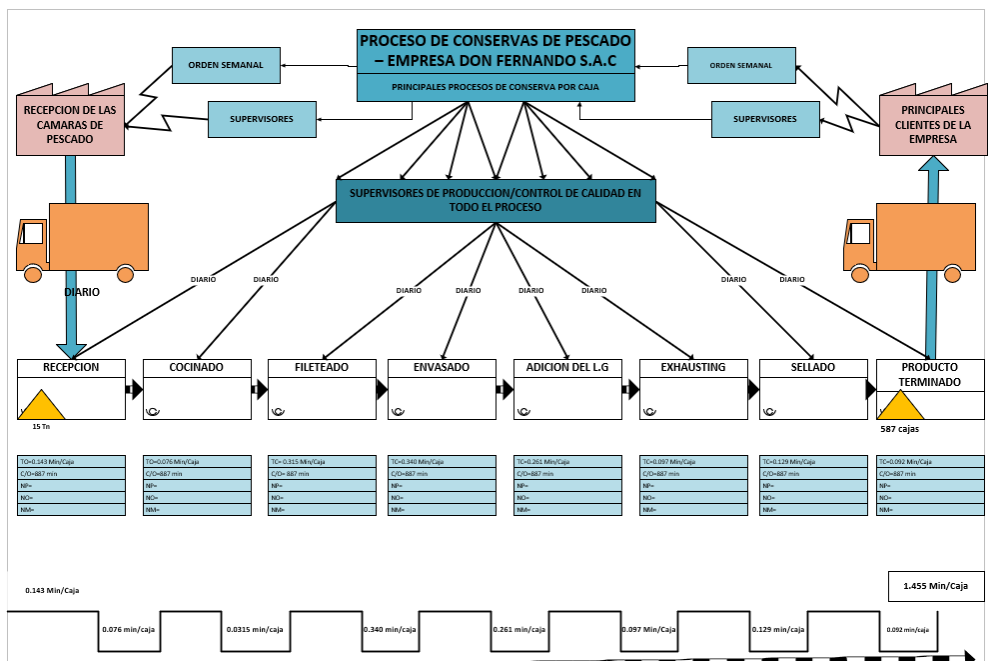 PROCESO DE CONSERVAS DE PESCADO
– EMPRESA DON FERNANDO S.A.C
PRINCIPALES PROCESOS DE CONSERVA POR CAJA
ORDEN SEMANAL
SUPERVISORES
ORDEN SEMANAL
SUPERVISORES
RECEPCION DE LAS
CAMARAS DE
PESCADO
PRINCIPALES
CLIENTES DE LA
EMPRESA
SUPERVISORES DE PRODUCCION/CONTROL DE CALIDAD EN
TODO EL PROCESO
DIARIO
DIARIO
DIARIO
DIARIO
DIARIO
DIARIO
DIARIO
DIARIO
DIARIO
RECEPCION
COCINADO
FILETEADO
ENVASADO
ADICION DEL L.G
EXHAUSTING
SELLADO
PRODUCTO
TERMINADO
15 Tn
587 cajas
TO=0.143 Min/Caja
C/O=887 min
NP=
NO=
NM=
TO=0.076 Min/Caja
C/O=887 min
NP=
NO=
NM=
TC= 0.315 Min/Caja
C/O= 887 min
NP=
NO=
NM=
TC=0.340 Min/Caja
C/O=887 min
NP=
NO=
NM=
TC=0.261 Min/Caja
C/O=887 min
NP=
NO=
NM=
TC=0.097 Min/Caja
C/O=887 min
NP=
NO=
NM=
TC=0.129 Min/Caja
C/O=887 min
NP=
NO=
NM=
TC=0.092 Min/Caja
C/O=887 min
NP=
NO=
NM=
0.143 Min/Caja
0.076 min/caja
0.0315 min/caja
0.340 min/caja
0.261 min/caja
0.097 Min/caja
0.129 min/caja
0.092 min/caja
1.455 Min/Caja